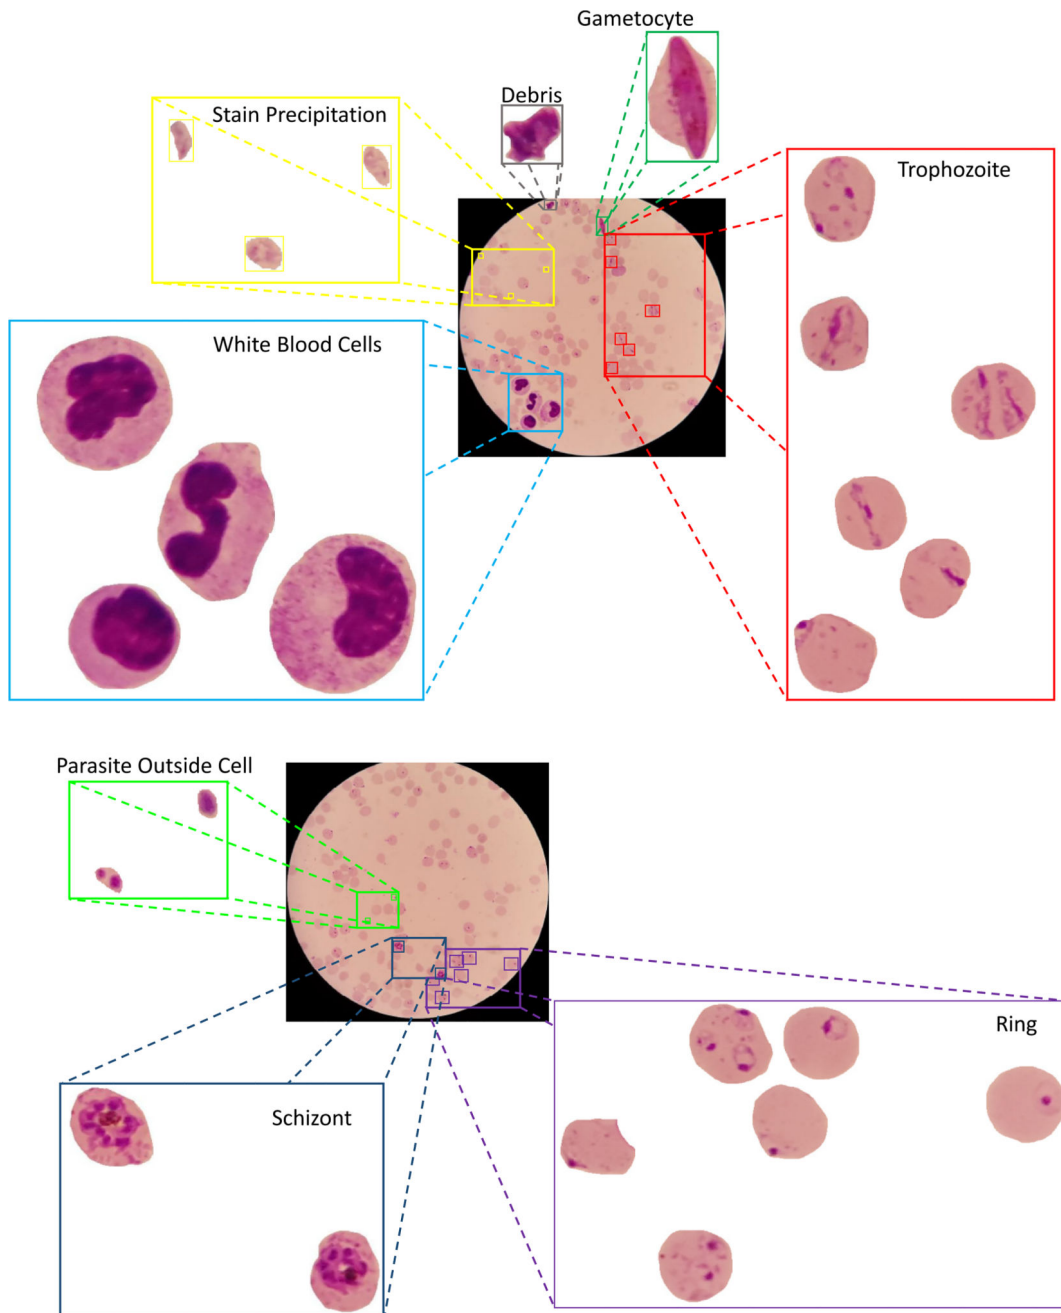 Gametocyte
Debris
Stain Precipitation
Trophozoite
White Blood Cells
Parasite Outside Cell
Ring
Schizont